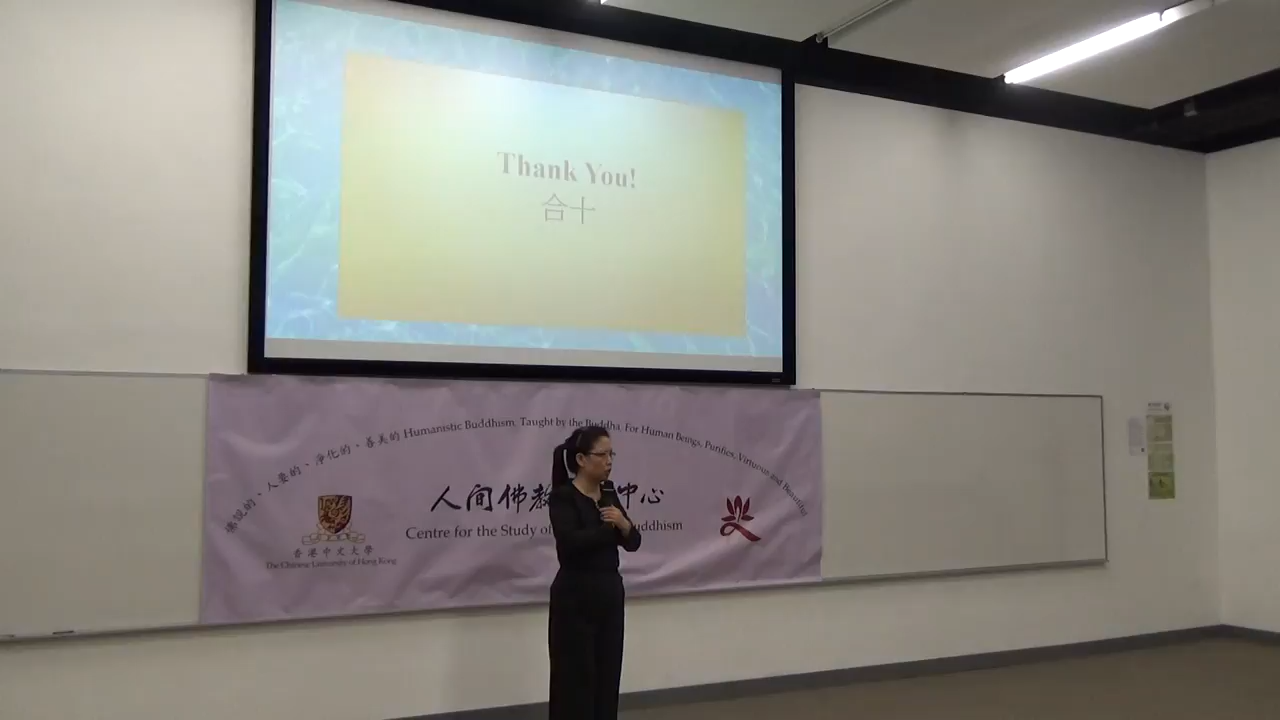 Thank You!
合十
佛說的、人要的、淨化的、善美的 Humanistic Buddhism, Taught by the Buddha, For Human Beings, Purifies, Virtuous and Beautiful
人间佛教 中心
Centre for the Study of Buddhism
香港中文大學
The Chinese University of Hong Kong